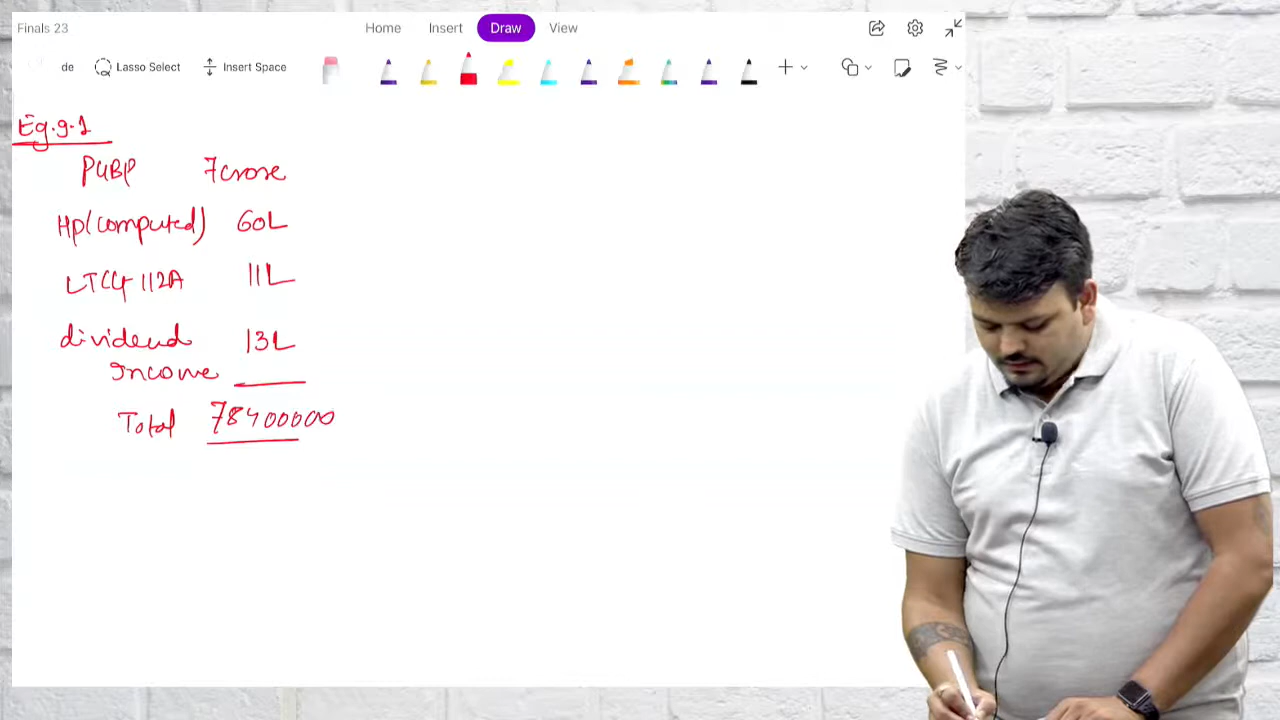 Finals 23
Home Insert Draw View
de Lasso Select Insert Space
Eg.9.1
PGBP 7crore
Hp(computed) 60L
LTCG 112A 11L
dividend 13L
Income
Total 78400000